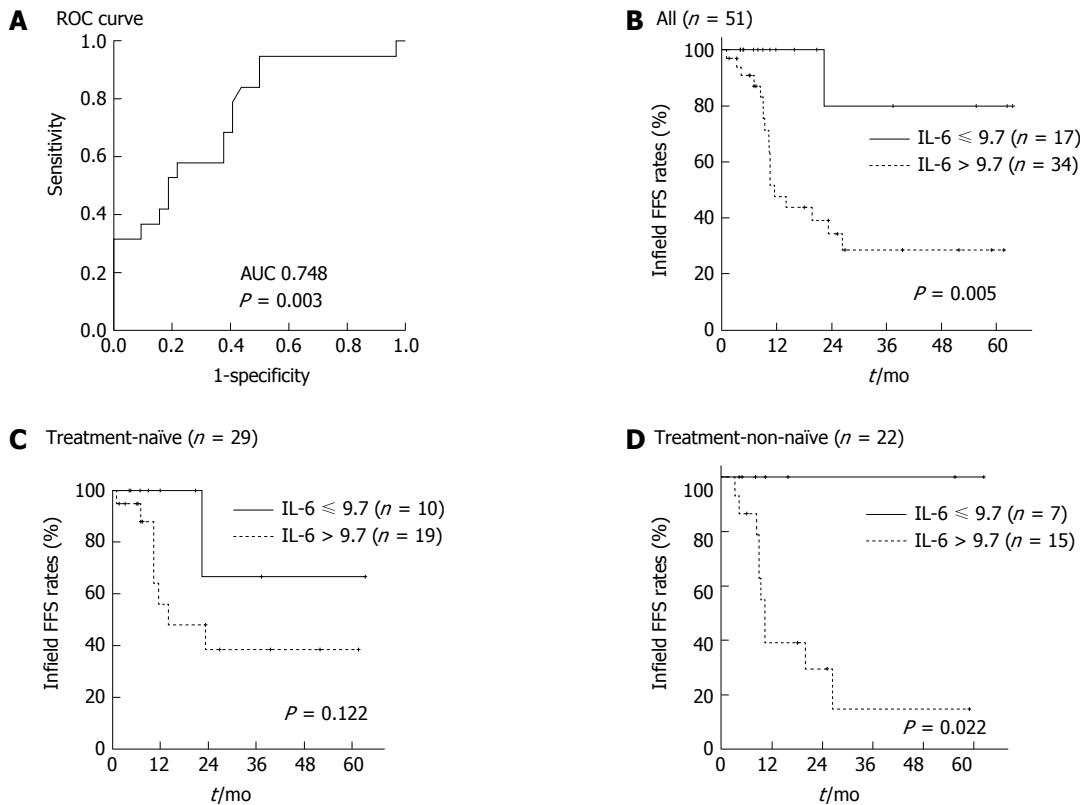 A ROC curve
1.0
0.8
0.6
0.4
0.2
0.0
Sensitivity
AUC 0.748
P = 0.003
0.0 0.2 0.4 0.6 0.8 1.0
1-specificity
B All (n = 51)
100
80
60
40
20
0
Infield FFS rates (%)
IL-6 ≤ 9.7 (n = 17)
IL-6 > 9.7 (n = 34)
P = 0.005
0 12 24 36 48 60
t/mo
C Treatment-naïve (n = 29)
100
80
60
40
20
0
Infield FFS rates (%)
IL-6 ≤ 9.7 (n = 10)
IL-6 > 9.7 (n = 19)
P = 0.122
0 12 24 36 48 60
t/mo
D Treatment-non-naïve (n = 22)
100
80
60
40
20
0
Infield FFS rates (%)
IL-6 ≤ 9.7 (n = 7)
IL-6 > 9.7 (n = 15)
P = 0.022
0 12 24 36 48 60
t/mo